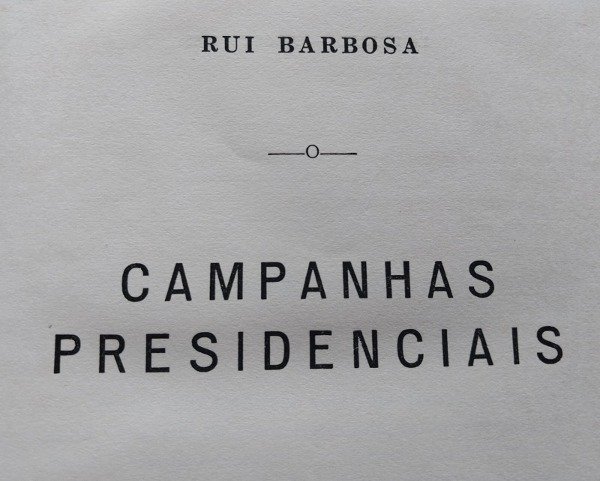 RUI BARBOSA
——O——
CAMPANHAS
PRESIDENCIAIS